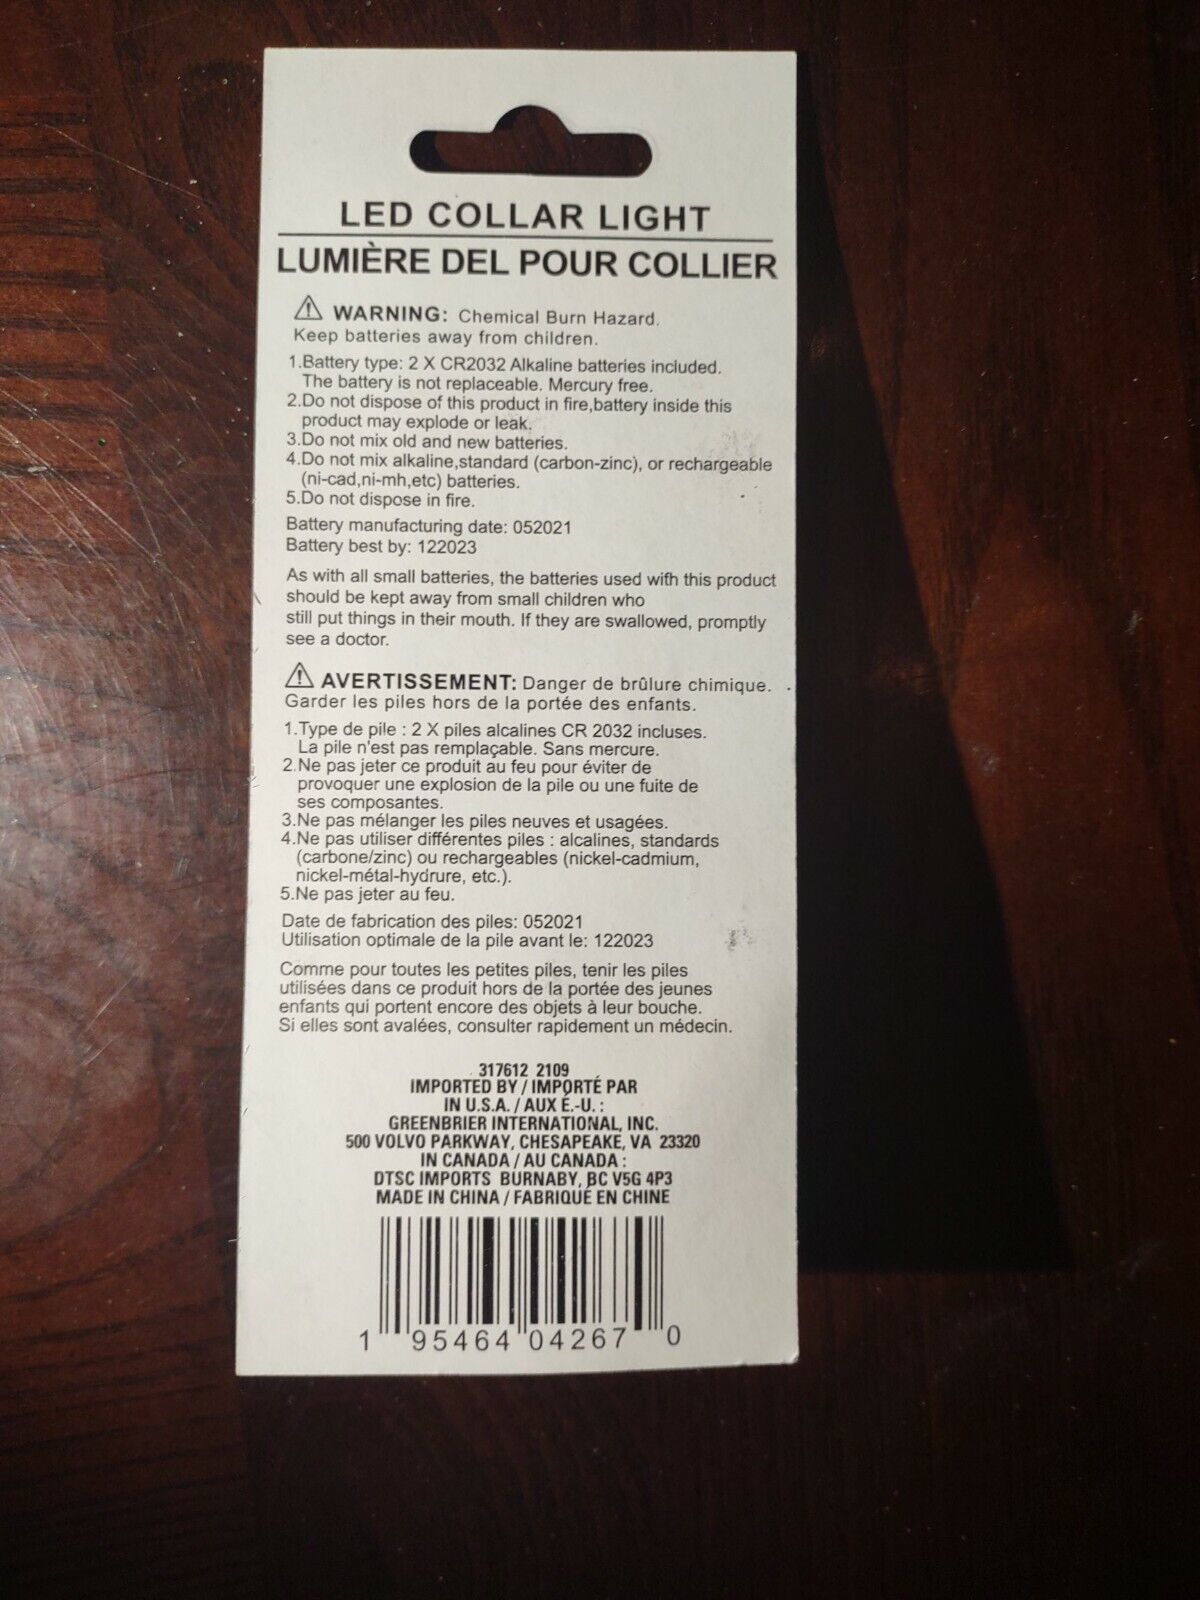 LED COLLAR LIGHT
LUMIÈRE DEL POUR COLLIER
WARNING: Chemical Burn Hazard.
Keep batteries away from children.
1.Battery type: 2 X CR2032 Alkaline batteries included.
The battery is not replaceable. Mercury free.
2.Do not dispose of this product in fire,battery inside this
product may explode or leak.
3.Do not mix old and new batteries.
4.Do not mix alkaline,standard (carbon-zinc), or rechargeable
(ni-cad,ni-mh,etc) batteries.
5.Do not dispose in fire.
Battery manufacturing date: 052021
Battery best by: 122023
As with all small batteries, the batteries used with this product
should be kept away from small children who
still put things in their mouth. If they are swallowed, promptly
see a doctor.
AVERTISSEMENT: Danger de brûlure chimique.
Garder les piles hors de la portée des enfants.
1.Type de pile : 2 X piles alcalines CR 2032 incluses.
La pile n'est pas remplaçable. Sans mercure.
2.Ne pas jeter ce produit au feu pour éviter de
provoquer une explosion de la pile ou une fuite de
ses composantes.
3.Ne pas mélanger les piles neuves et usagées.
4.Ne pas utiliser différentes piles : alcalines, standards
(carbone/zinc) ou rechargeables (nickel-cadmium,
nickel-métal-hydrure, etc.).
5.Ne pas jeter au feu.
Date de fabrication des piles: 052021
Utilisation optimale de la pile avant le: 122023
Comme pour toutes les petites piles, tenir les piles
utilisées dans ce produit hors de la portée des jeunes
enfants qui portent encore des objets à leur bouche.
Si elles sont avalées, consulter rapidement un médecin.
317612 2109
IMPORTED BY / IMPORTÉ PAR
IN U.S.A. / AUX É.-U. :
GREENBRIER INTERNATIONAL, INC.
500 VOLVO PARKWAY, CHESAPEAKE, VA 23320
IN CANADA / AU CANADA :
DTSC IMPORTS BURNABY, BC V5G 4P3
MADE IN CHINA / FABRIQUÉ EN CHINE
1 95464 04267 0